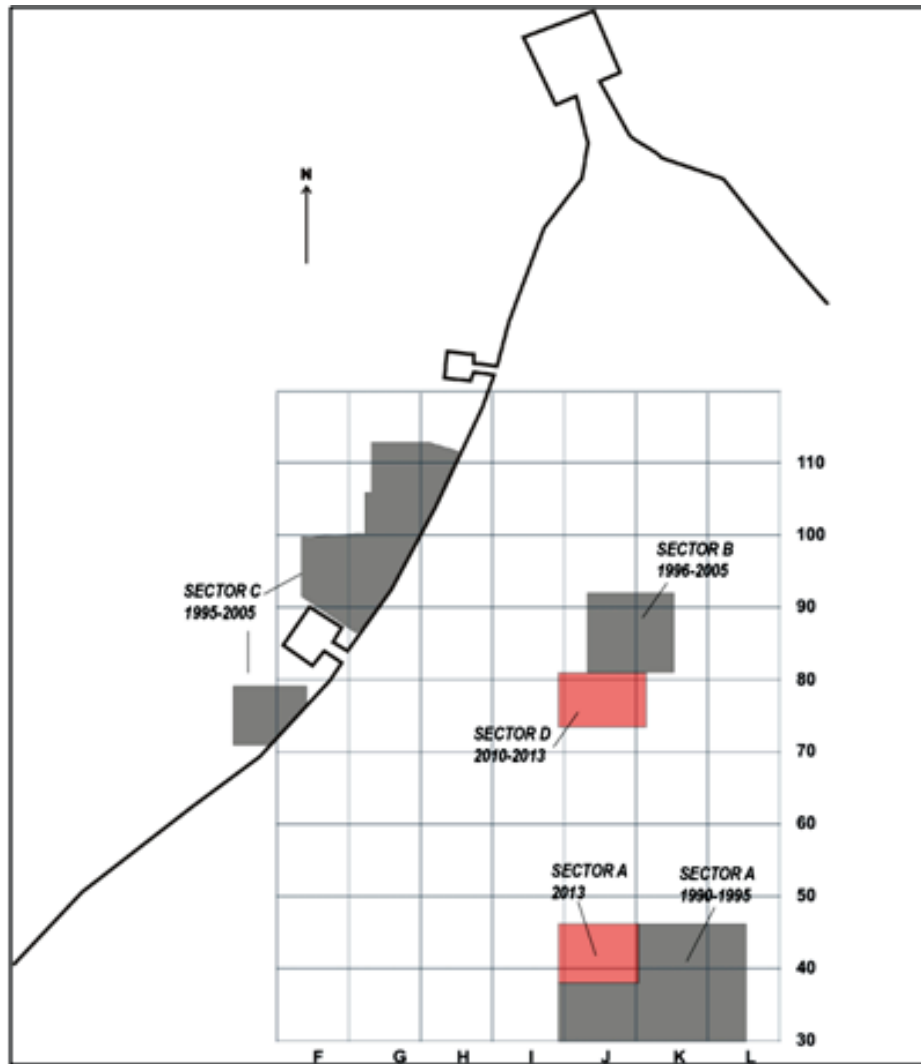 N
110
SECTOR B
1996-2005
100
SECTOR C
1995-2005
90
80
SECTOR D
2010-2013
70
60
SECTOR A
2013
SECTOR A
1990-1995
50
40
30
F G H I J K L